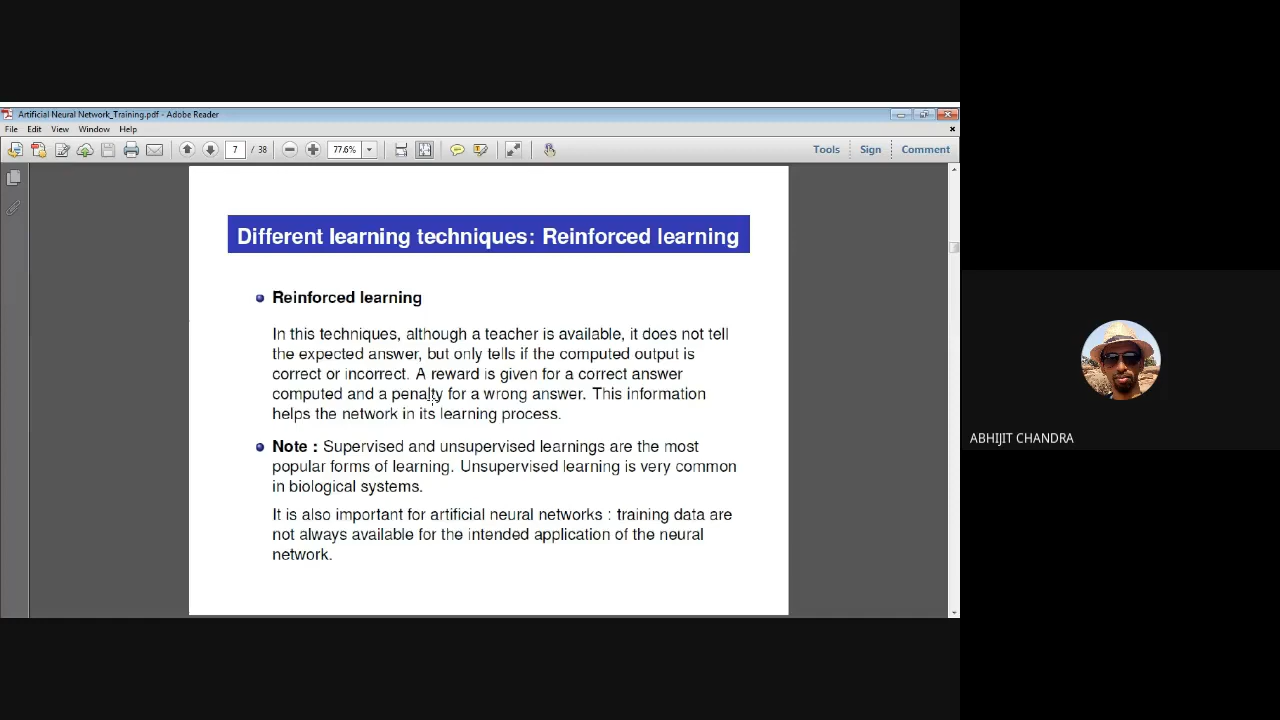 Artificial Neural Network_Training.pdf - Adobe Reader
File Edit View Window Help
7 / 38 77.6% Tools Sign Comment
Different learning techniques: Reinforced learning
Reinforced learning
In this techniques, although a teacher is available, it does not tell
the expected answer, but only tells if the computed output is
correct or incorrect. A reward is given for a correct answer
computed and a penalty for a wrong answer. This information
helps the network in its learning process.
Note : Supervised and unsupervised learnings are the most
popular forms of learning. Unsupervised learning is very common
in biological systems.
It is also important for artificial neural networks : training data are
not always available for the intended application of the neural
network.
ABHIJIT CHANDRA